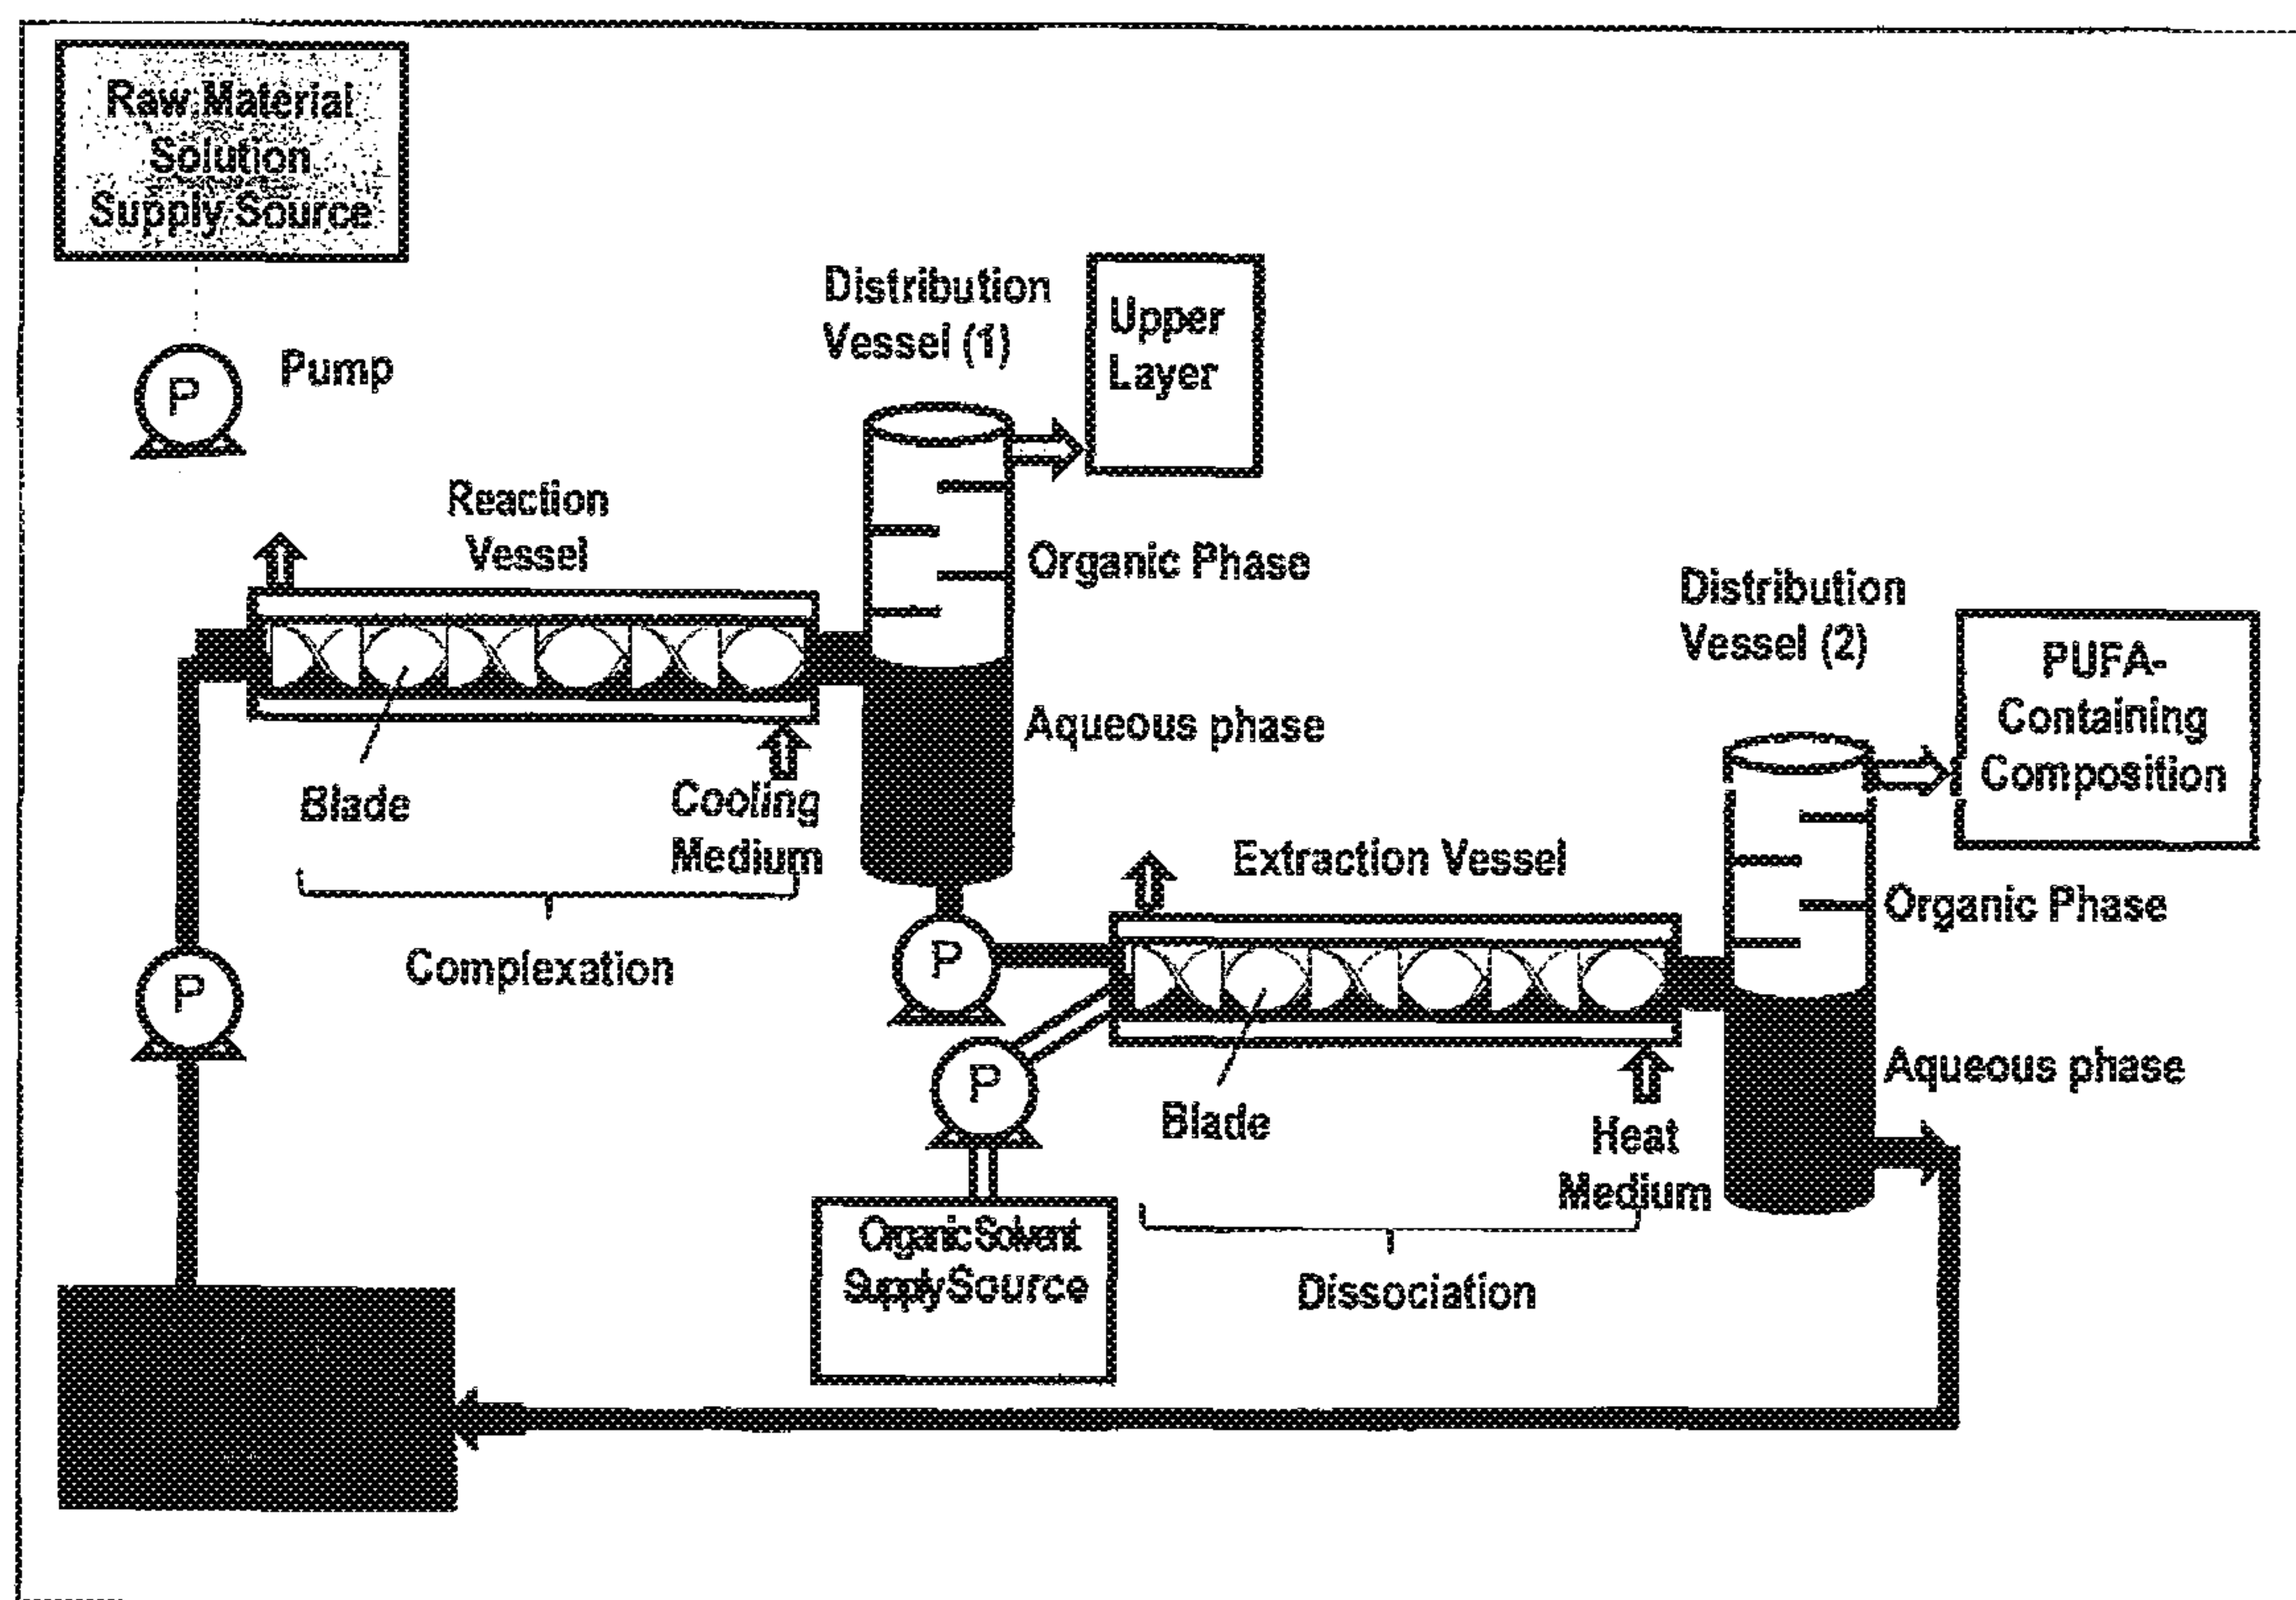 Raw Material
Solution
Supply Source
P
Pump
Distribution
Vessel (1)
Upper
Layer
Reaction
Vessel
Organic Phase
Aqueous phase
Blade
Cooling
Medium
Complexation
P
P
Distribution
Vessel (2)
PUFA-
Containing
Composition
Extraction Vessel
Organic Phase
Aqueous phase
P
Blade
Heat
Medium
Organic Solvent
Supply Source
Dissociation